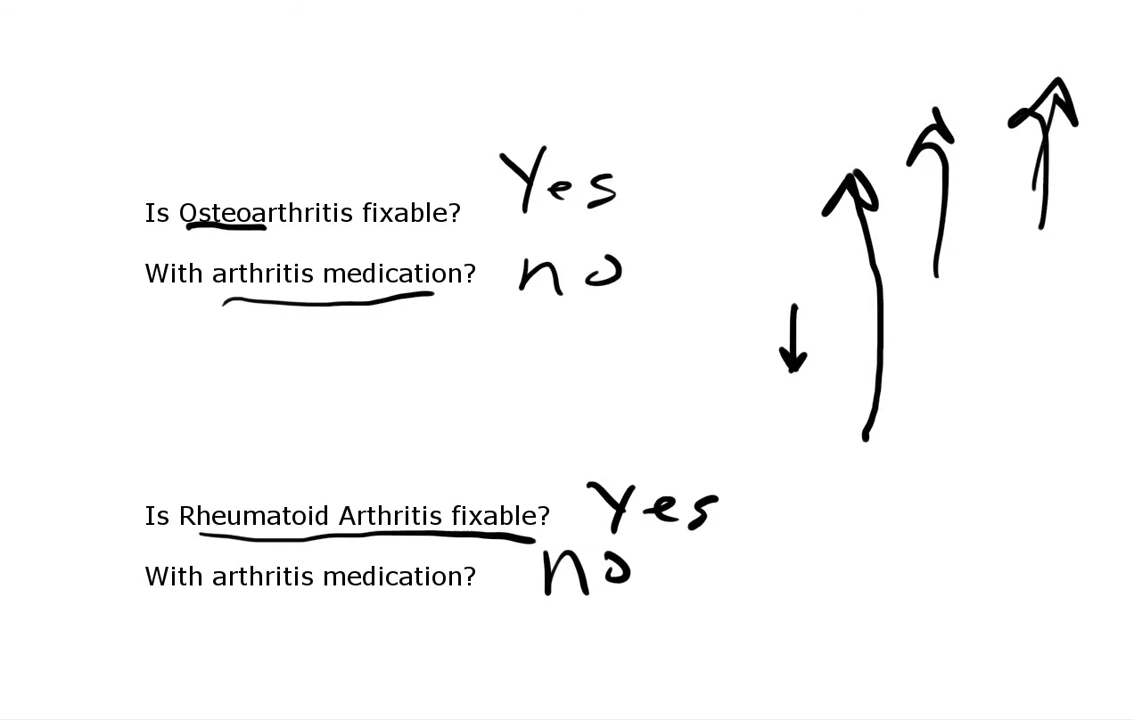 Is Osteoarthritis fixable? Yes
With arthritis medication? no
Is Rheumatoid Arthritis fixable? Yes
With arthritis medication? no